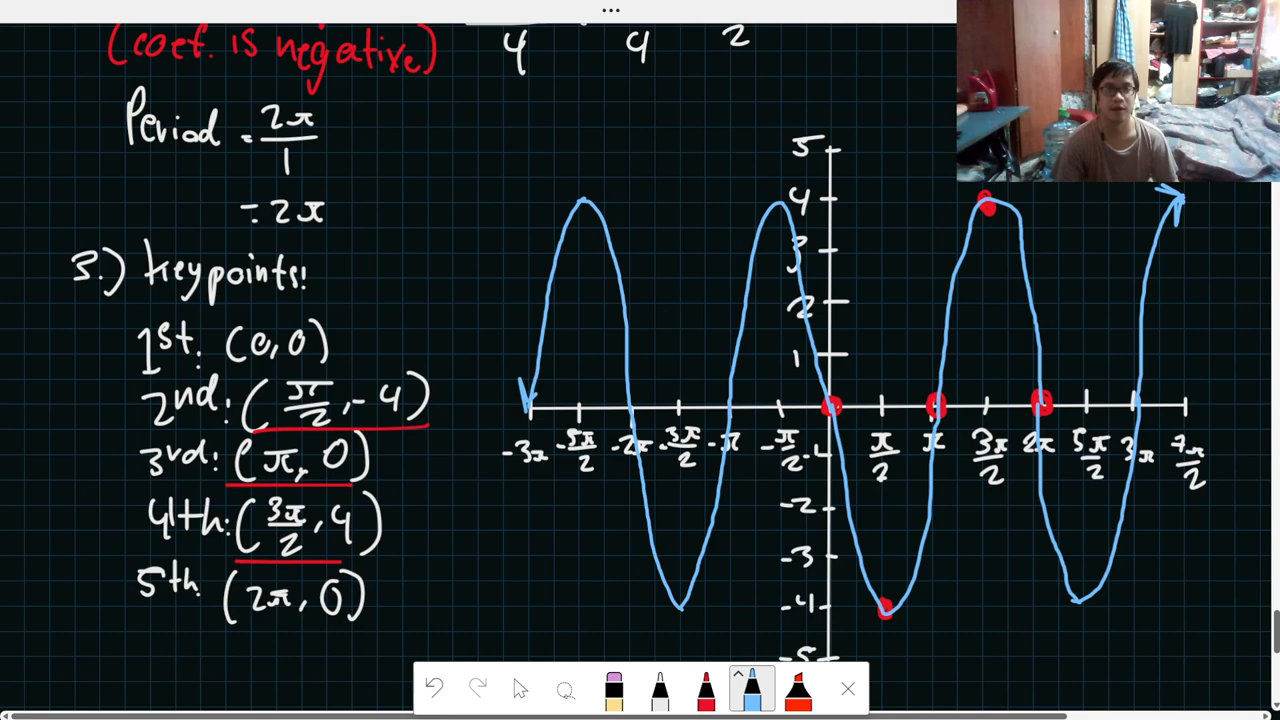 (coef. is negative)
4 4 2
Period = 2π/1
= 2π
3.) Keypoints:
1st: (0, 0)
2nd: (π/2, -4)
3rd: (π, 0)
4th: (3π/2, 4)
5th (2π, 0)
5
4
3
2
1
-3π -5π/2 -2π -3π/2 -π -π/2 π/2 π 3π/2 2π 5π/2 3π 7π/2
-1
-2
-3
-4
-5